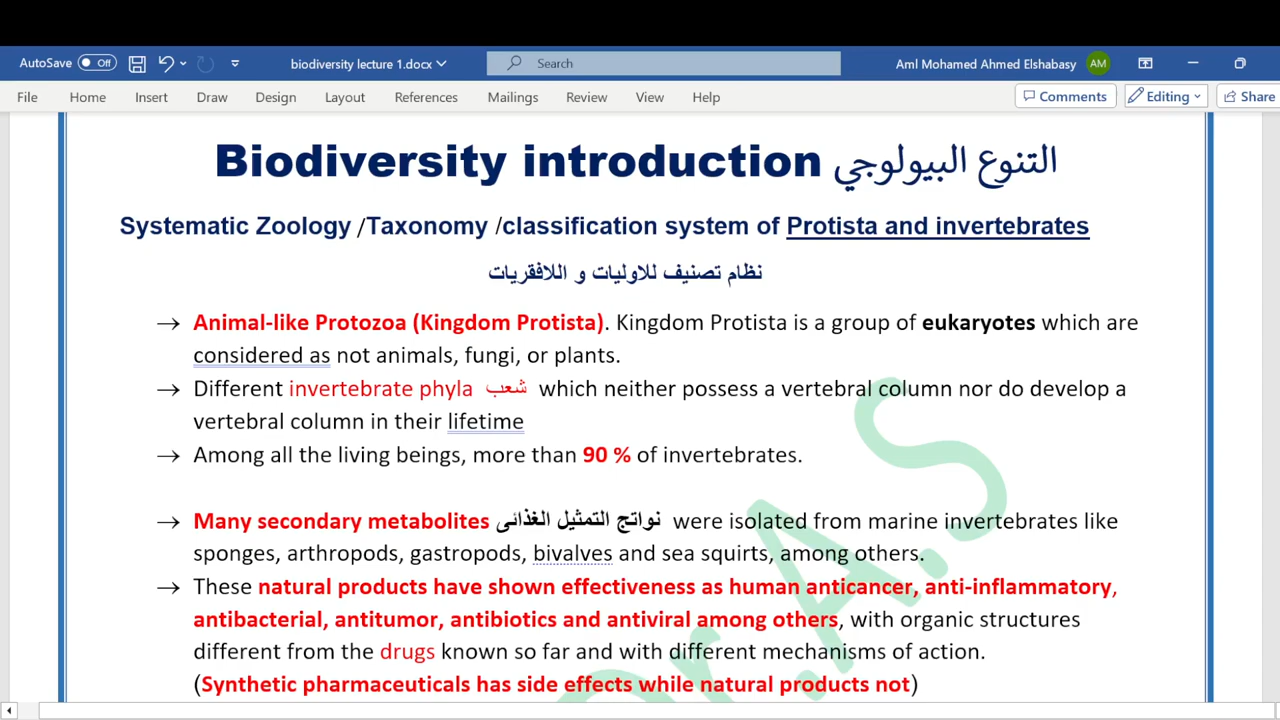 AutoSave Off biodiversity lecture 1.docx Search Aml Mohamed Ahmed Elshabasy AM
File Home Insert Draw Design Layout References Mailings Review View Help Comments Editing Share
Biodiversity introduction التنوع البيولوجي
Systematic Zoology /Taxonomy /classification system of Protista and invertebrates
نظام تصنيف للاوليات و اللافقريات
→ Animal-like Protozoa (Kingdom Protista). Kingdom Protista is a group of eukaryotes which are
considered as not animals, fungi, or plants.
→ Different invertebrate phyla شعب which neither possess a vertebral column nor do develop a
vertebral column in their lifetime
→ Among all the living beings, more than 90 % of invertebrates.
→ Many secondary metabolites نواتج التمثيل الغذائى were isolated from marine invertebrates like
sponges, arthropods, gastropods, bivalves and sea squirts, among others.
→ These natural products have shown effectiveness as human anticancer, anti-inflammatory,
antibacterial, antitumor, antibiotics and antiviral among others, with organic structures
different from the drugs known so far and with different mechanisms of action.
(Synthetic pharmaceuticals has side effects while natural products not)
Dr.A.S